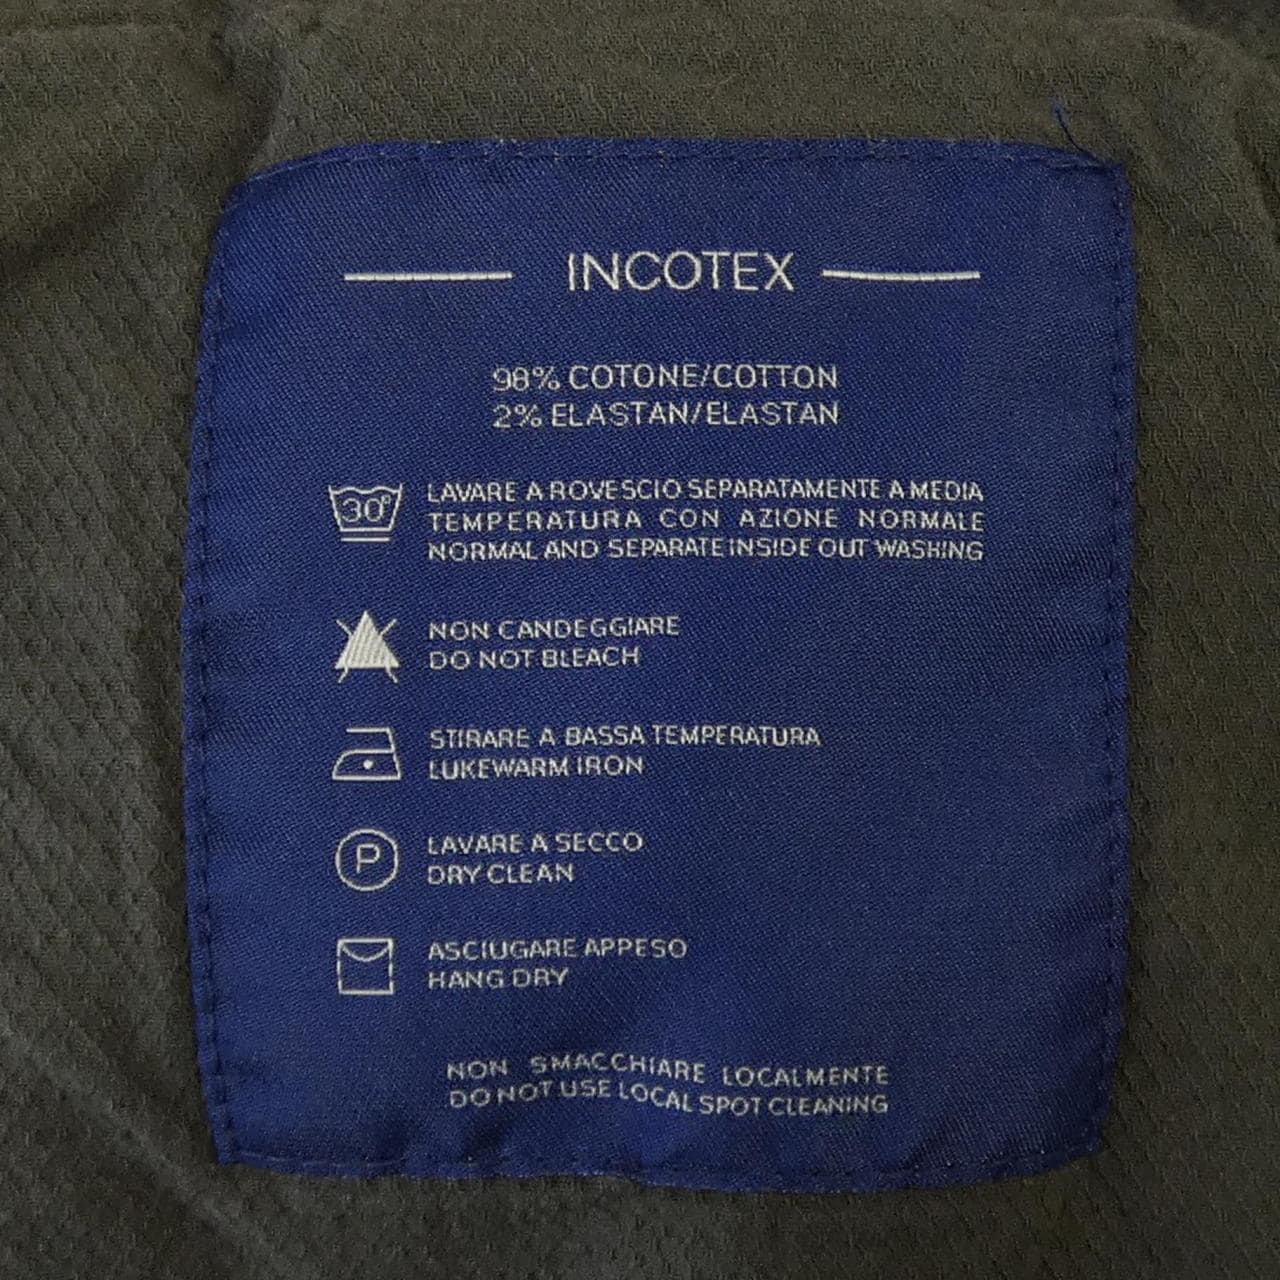 INCOTEX
98% COTONE/COTTON
2% ELASTAN/ELASTAN
30° LAVARE A ROVESCIO SEPARATAMENTE A MEDIA
TEMPERATURA CON AZIONE NORMALE
NORMAL AND SEPARATE INSIDE OUT WASHING
NON CANDEGGIARE
DO NOT BLEACH
STIRARE A BASSA TEMPERATURA
LUKEWARM IRON
P LAVARE A SECCO
DRY CLEAN
ASCIUGARE APPESO
HANG DRY
NON SMACCHIARE LOCALMENTE
DO NOT USE LOCAL SPOT CLEANING